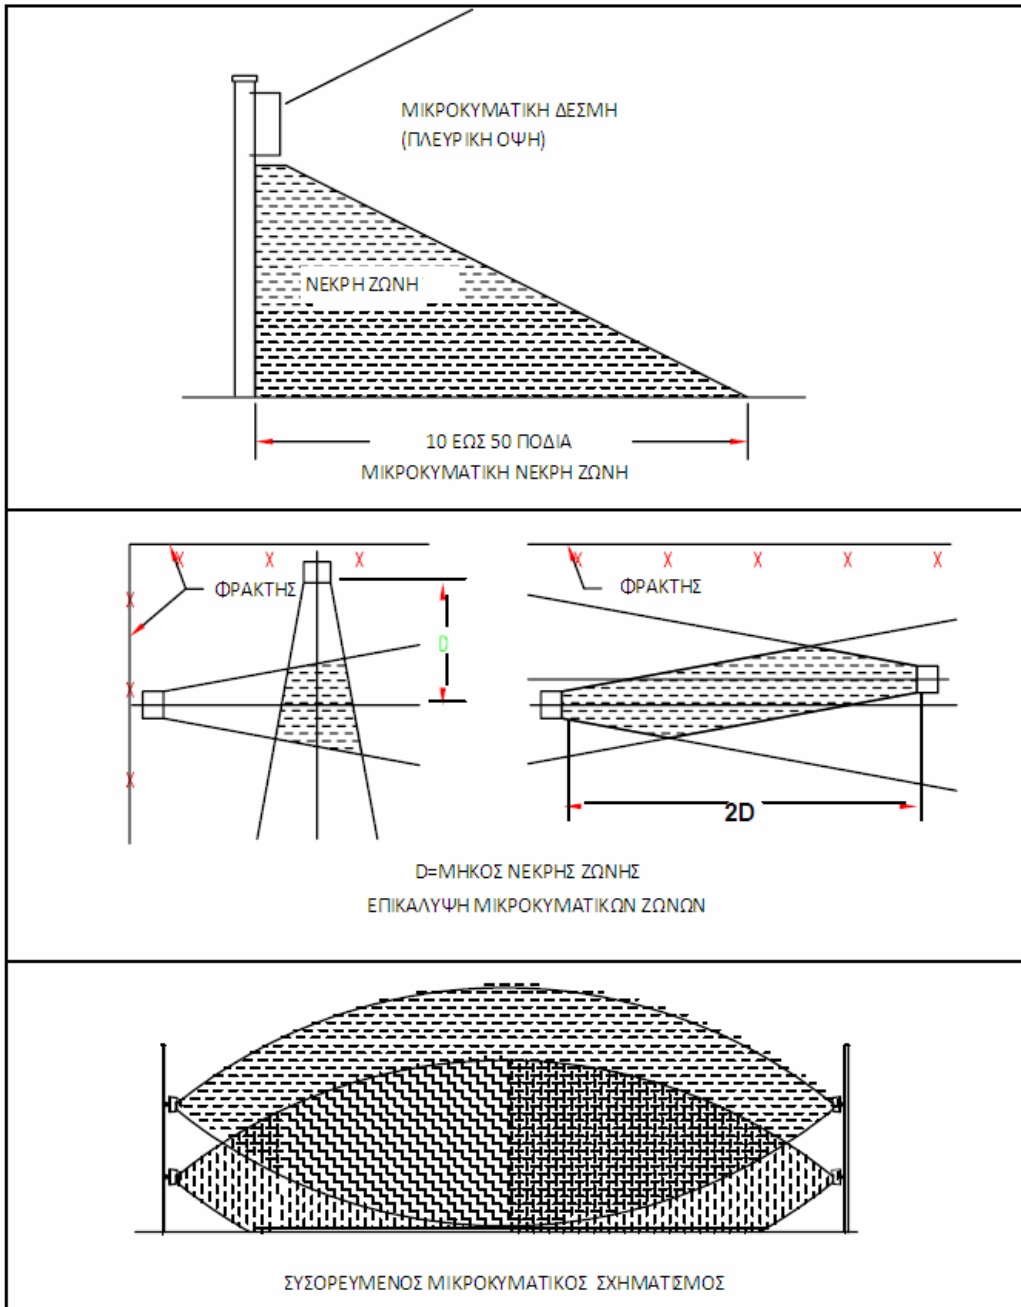 ΜΙΚΡΟΚΥΜΑΤΙΚΗ ΔΕΣΜΗ
(ΠΛΕΥΡΙΚΗ ΟΨΗ)
ΝΕΚΡΗ ΖΩΝΗ
10 ΕΩΣ 50 ΠΟΔΙΑ
ΜΙΚΡΟΚΥΜΑΤΙΚΗ ΝΕΚΡΗ ΖΩΝΗ
X X X
ΦΡΑΚΤΗΣ
X
D
X
X
X X X X X
ΦΡΑΚΤΗΣ
2D
D=ΜΗΚΟΣ ΝΕΚΡΗΣ ΖΩΝΗΣ
ΕΠΙΚΑΛΥΨΗ ΜΙΚΡΟΚΥΜΑΤΙΚΩΝ ΖΩΝΩΝ
ΣΥΣΟΡΕΥΜΕΝΟΣ ΜΙΚΡΟΚΥΜΑΤΙΚΟΣ ΣΧΗΜΑΤΙΣΜΟΣ